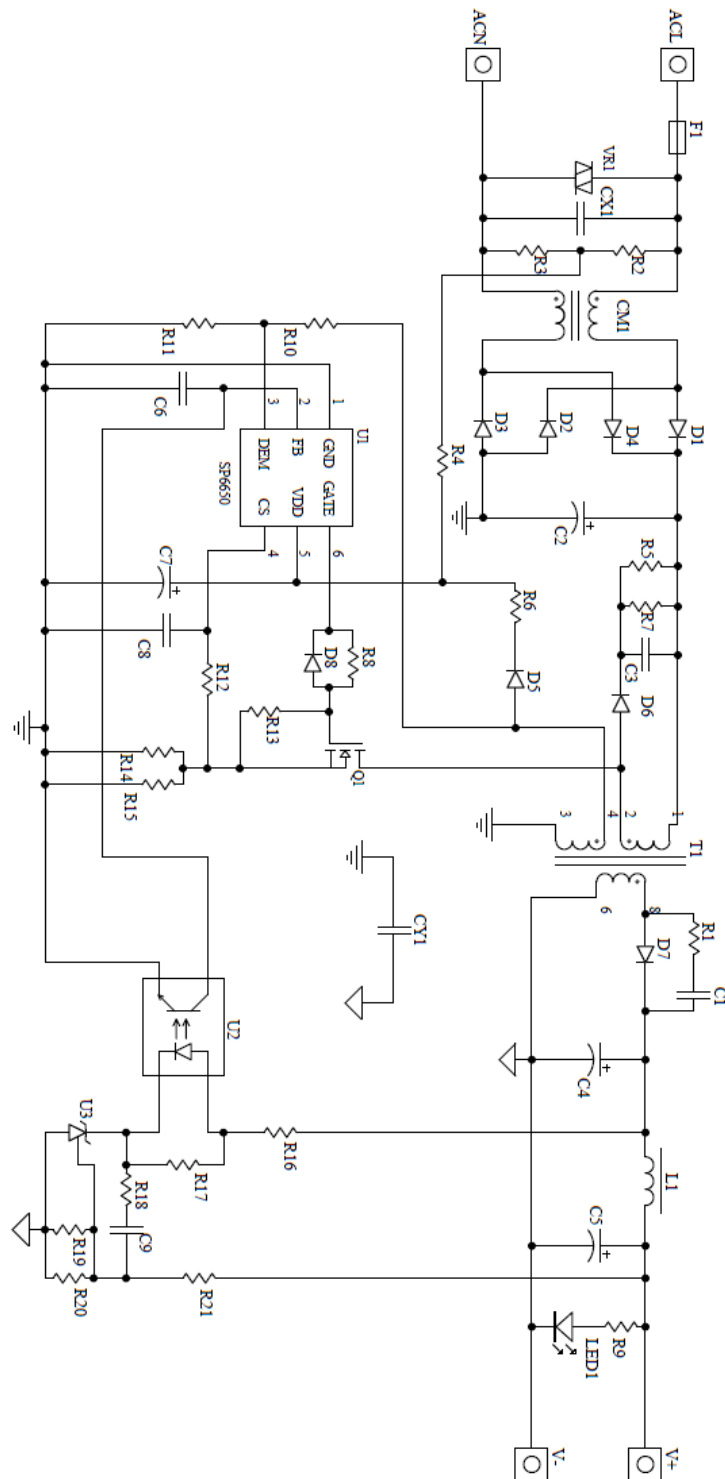 ACN
ACL
F1
VR1
CX1
R3
R2
CM1
D3
D2
D4
D1
R4
C2
R5
R7
C3
D6
R6
D5
R11
R10
C6
3
2
1
U1
DEM
FB
GND
SP6650
CS
VDD
GATE
4
5
6
C7
C8
R12
D8
R8
R13
Q1
R14
R15
3
4
2
1
T1
6
8
R1
D7
C1
CY1
C4
U2
U3
R16
R17
R18
C9
R19
R20
R21
L1
C5
R9
LED1
V-
V+
+
+
+
+